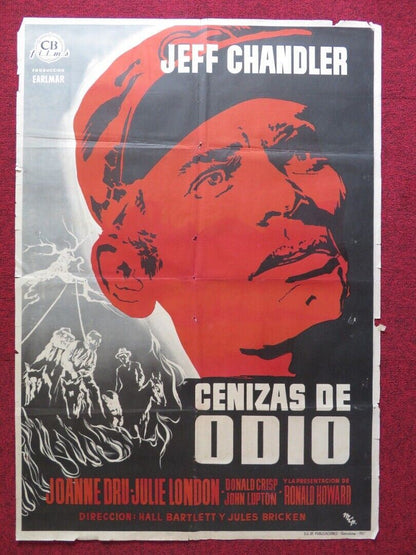 CB
films
PRODUCCION
EARLMAR
JEFF CHANDLER
CENIZAS DE
ODIO
JOANNE DRU-JULIE LONDON - DONALD CRISP
JOHN LUPTON - Y LA PRESENTACION DE
RONALD HOWARD
DIRECCION: HALL BARTLETT Y JULES BRICKEN